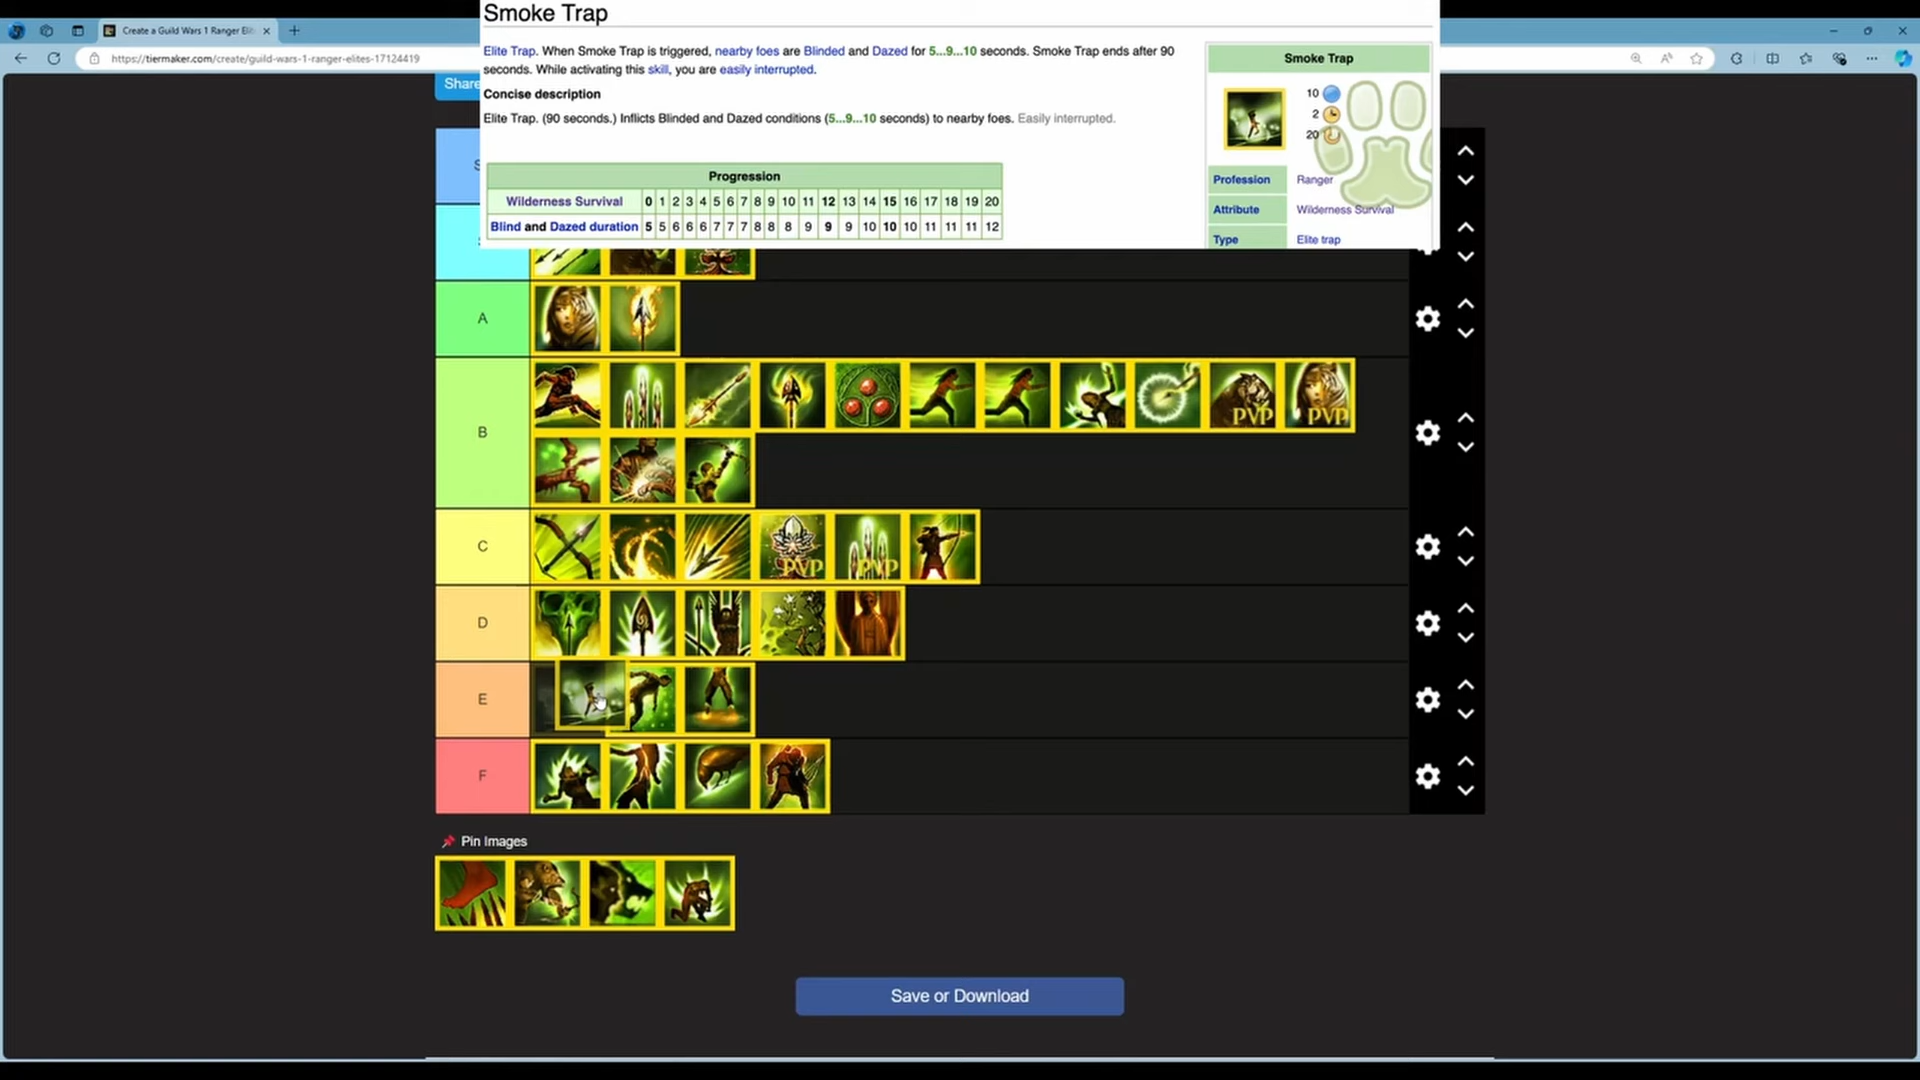 Smoke Trap
Create a Guild Wars 1 Ranger Eli
https://tiermaker.com/create/guild-wars-1-ranger-elites-17124419
Elite Trap. When Smoke Trap is triggered, nearby foes are Blinded and Dazed for 5...9...10 seconds. Smoke Trap ends after 90
seconds. While activating this skill, you are easily interrupted.
Concise description
Elite Trap. (90 seconds.) Inflicts Blinded and Dazed conditions (5...9...10 seconds) to nearby foes. Easily interrupted.
Smoke Trap
10
2
20
Profession Ranger
Attribute Wilderness Survival
Type Elite trap
Progression
Wilderness Survival 0 1 2 3 4 5 6 7 8 9 10 11 12 13 14 15 16 17 18 19 20
Blind and Dazed duration 5 5 6 6 6 7 7 7 8 8 8 9 9 9 10 10 10 11 11 11 12
Share
A
B
PVP PVP
C
PVP PVP
D
E
F
Pin Images
Save or Download